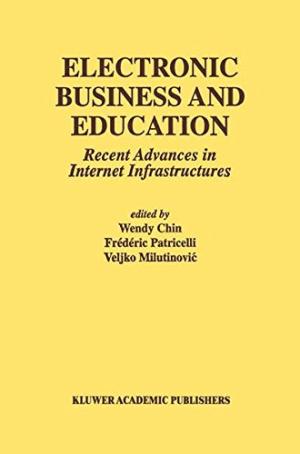 ELECTRONIC
BUSINESS AND
EDUCATION
Recent Advances in
Internet Infrastructures
edited by
Wendy Chin
Frédéric Patricelli
Veljko Milutinović
KLUWER ACADEMIC PUBLISHERS